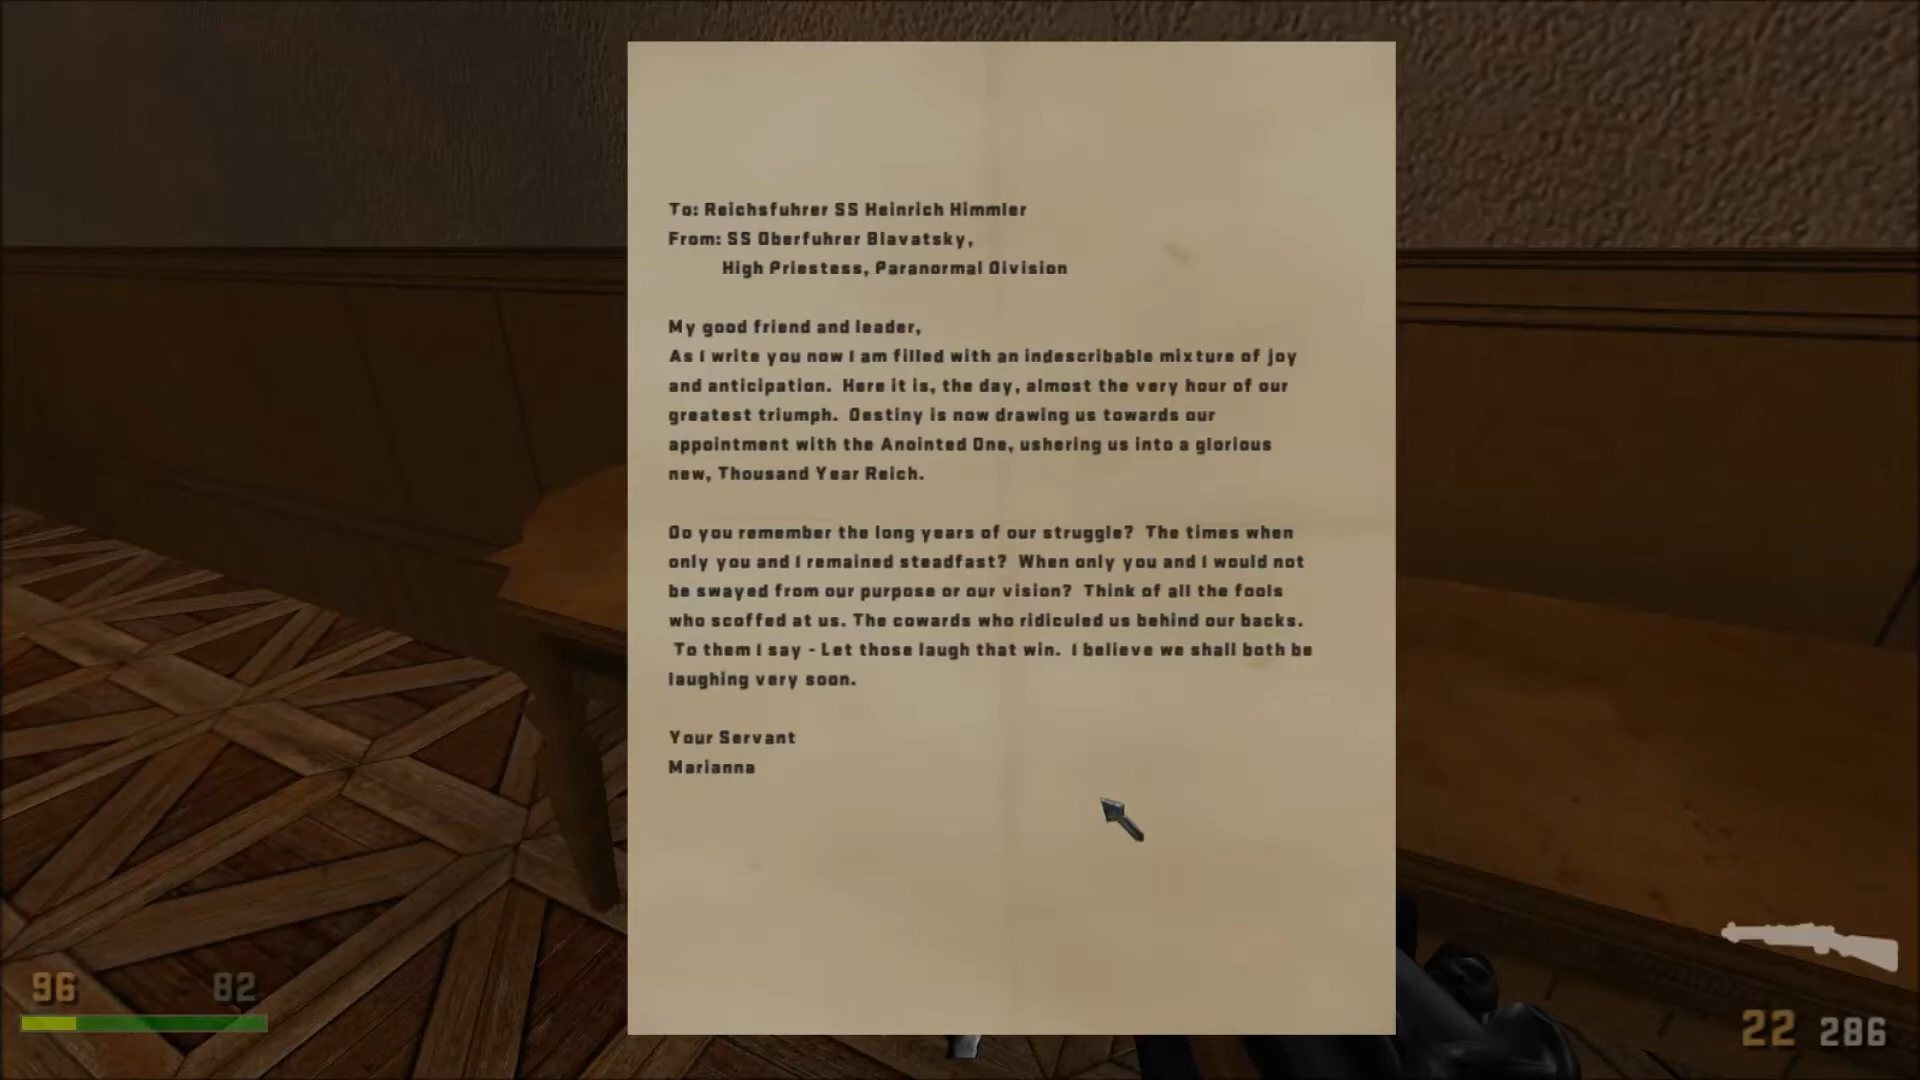 To: Reichsfuhrer SS Heinrich Himmler
From: SS Oberfuhrer Blavatsky,
High Priestess, Paranormal Division
My good friend and leader,
As I write you now I am filled with an indescribable mixture of joy
and anticipation.  Here it is, the day, almost the very hour of our
greatest triumph.  Destiny is now drawing us towards our
appointment with the Anointed One, ushering us into a glorious
new, Thousand Year Reich.
Do you remember the long years of our struggle?  The times when
only you and I remained steadfast?  When only you and I would not
be swayed from our purpose or our vision?  Think of all the fools
who scoffed at us. The cowards who ridiculed us behind our backs.
To them I say - Let those laugh that win.  I believe we shall both be
laughing very soon.
Your Servant
Marianna
96 82
22 286